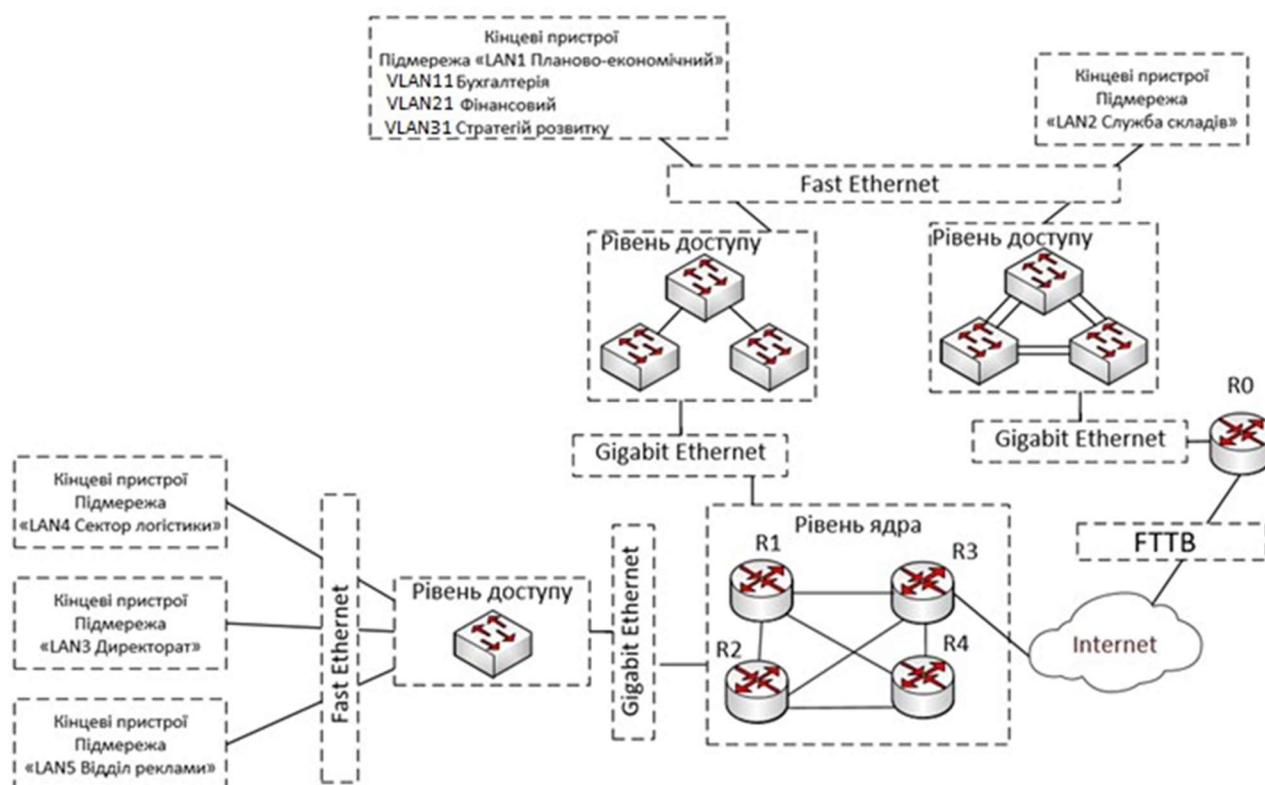 Кінцеві пристрої
Підмережа «LAN1 Планово-економічний»
VLAN11 Бухгалтерія
VLAN21 Фінансовий
VLAN31 Стратегій розвитку
Кінцеві пристрої
Підмережа
«LAN2 Служба складів»
Fast Ethernet
Рівень доступу
Рівень доступу
R0
Gigabit Ethernet
Gigabit Ethernet
Кінцеві пристрої
Підмережа
«LAN4 Сектор логістики»
Рівень ядра
R1
R3
FTTB
Кінцеві пристрої
Підмережа
«LAN3 Директорат»
Fast Ethernet
Рівень доступу
Gigabit Ethernet
R2
R4
Internet
Кінцеві пристрої
Підмережа
«LAN5 Відділ реклами»